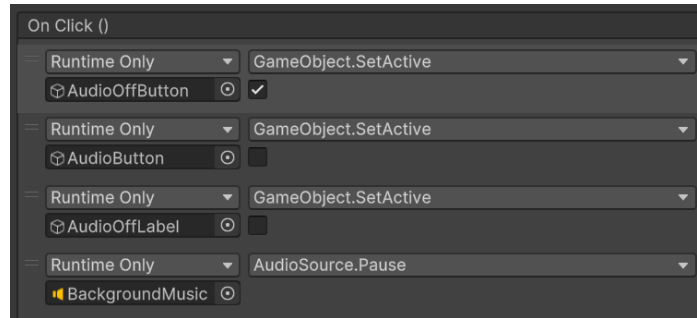 On Click ()
Runtime Only GameObject.SetActive
AudioOffButton
Runtime Only GameObject.SetActive
AudioButton
Runtime Only GameObject.SetActive
AudioOffLabel
Runtime Only AudioSource.Pause
BackgroundMusic